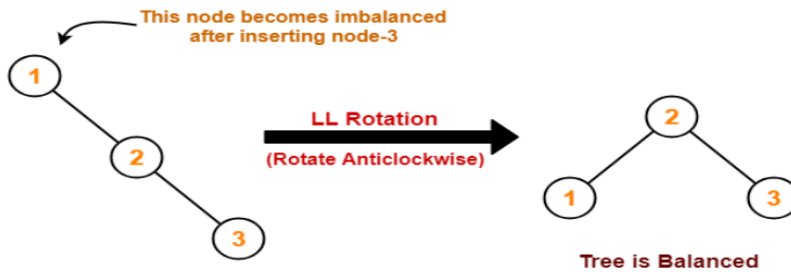 This node becomes imbalanced
after inserting node-3
1
2
3
LL Rotation
(Rotate Anticlockwise)
2
1
3
Tree is Balanced